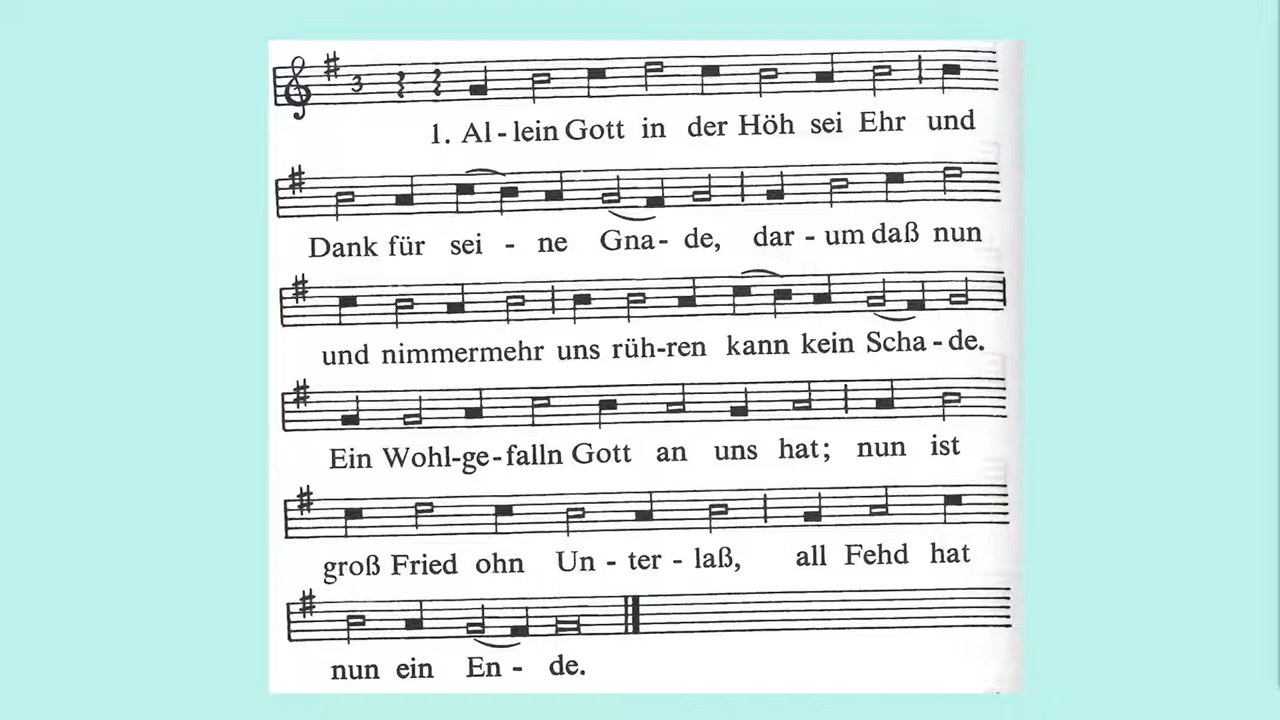 3
1. Al - lein Gott in der Höh sei Ehr und
Dank für sei - ne Gna - de, dar - um daß nun
und nimmermehr uns rüh-ren kann kein Scha - de.
Ein Wohl-ge-falln Gott an uns hat; nun ist
groß Fried ohn Un - ter - laß, all Fehd hat
nun ein En - de.